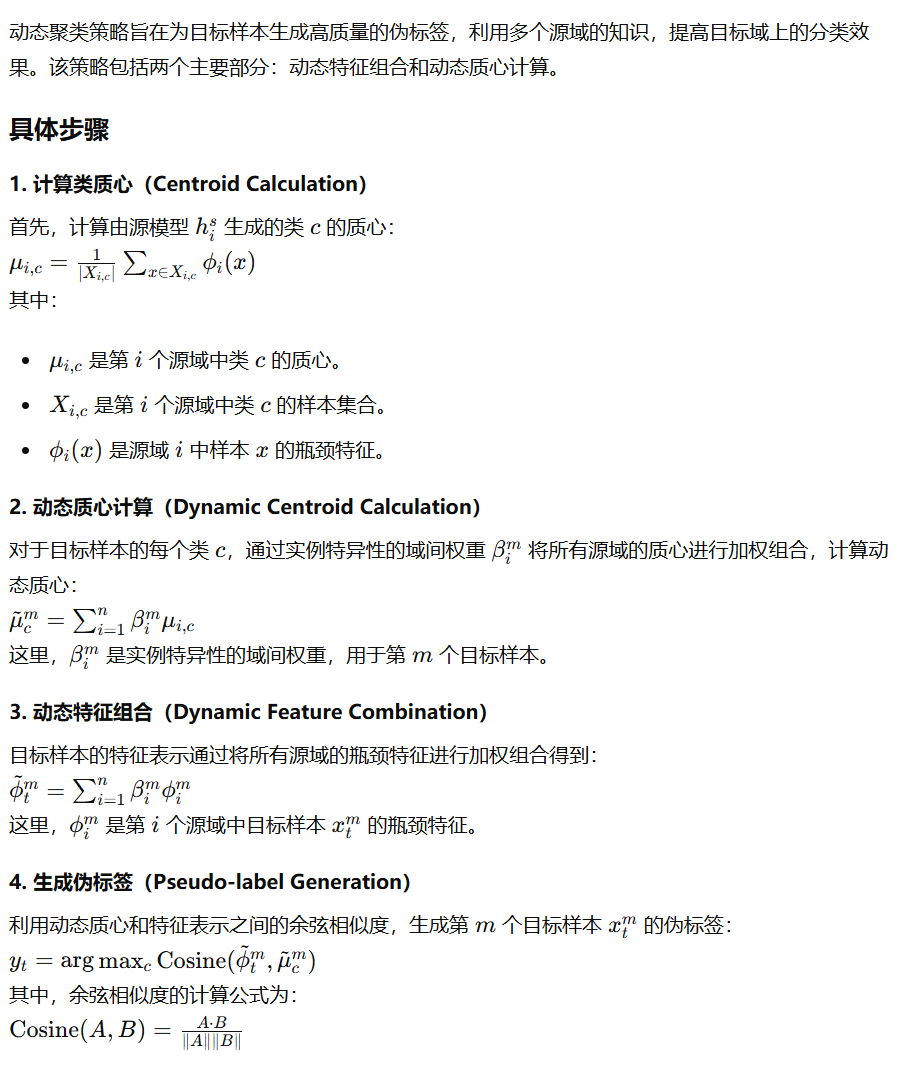 动态聚类策略旨在为目标样本生成高质量的伪标签，利用多个源域的知识，提高目标域上的分类效
果。该策略包括两个主要部分：动态特征组合和动态质心计算。
具体步骤
1. 计算类质心（Centroid Calculation）
首先，计算由源模型 $h_i^s$ 生成的类 $c$ 的质心：
$\mu_{i,c} = \frac{1}{|X_{i,c}|} \sum_{x \in X_{i,c}} \phi_i(x)$
其中：
• $\mu_{i,c}$ 是第 $i$ 个源域中类 $c$ 的质心。
• $X_{i,c}$ 是第 $i$ 个源域中类 $c$ 的样本集合。
• $\phi_i(x)$ 是源域 $i$ 中样本 $x$ 的瓶颈特征。
2. 动态质心计算（Dynamic Centroid Calculation）
对于目标样本的每个类 $c$，通过实例特异性的域间权重 $\beta_i^m$ 将所有源域的质心进行加权组合，计算动
态质心：
$\tilde{\mu}_c^m = \sum_{i=1}^n \beta_i^m \mu_{i,c}$
这里，$\beta_i^m$ 是实例特异性的域间权重，用于第 $m$ 个目标样本。
3. 动态特征组合（Dynamic Feature Combination）
目标样本的特征表示通过将所有源域的瓶颈特征进行加权组合得到：
$\tilde{\phi}_t^m = \sum_{i=1}^n \beta_i^m \phi_i^m$
这里，$\phi_i^m$ 是第 $i$ 个源域中目标样本 $x_t^m$ 的瓶颈特征。
4. 生成伪标签（Pseudo-label Generation）
利用动态质心和特征表示之间的余弦相似度，生成第 $m$ 个目标样本 $x_t^m$ 的伪标签：
$y_t = \arg\max_c \text{Cosine}(\tilde{\phi}_t^m, \tilde{\mu}_c^m)$
其中，余弦相似度的计算公式为：
$\text{Cosine}(A, B) = \frac{A \cdot B}{\|A\|\|B\|}$